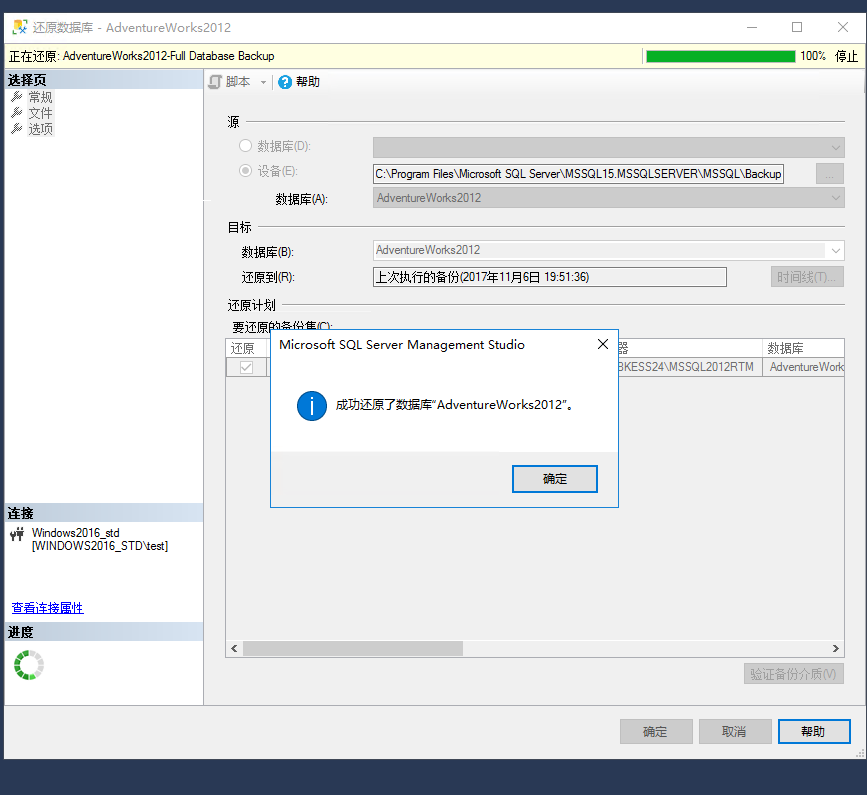 还原数据库 - AdventureWorks2012
正在还原: AdventureWorks2012-Full Database Backup
100% 停止
选择页
常规
文件
选项
脚本
帮助
源
数据库(D):
设备(E):
C:\Program Files\Microsoft SQL Server\MSSQL15.MSSQLSERVER\MSSQL\Backup
...
数据库(A):
AdventureWorks2012
目标
数据库(B):
AdventureWorks2012
还原到(R):
上次执行的备份(2017年11月6日 19:51:36)
时间线(T)...
还原计划
要还原的备份集(C):
还原
器
数据库
BKESS24\MSSQL2012RTM
AdventureWork
Microsoft SQL Server Management Studio
成功还原了数据库“AdventureWorks2012”。
确定
连接
Windows2016_std
[WINDOWS2016_STD\test]
查看连接属性
进度
验证备份介质(V)
确定
取消
帮助